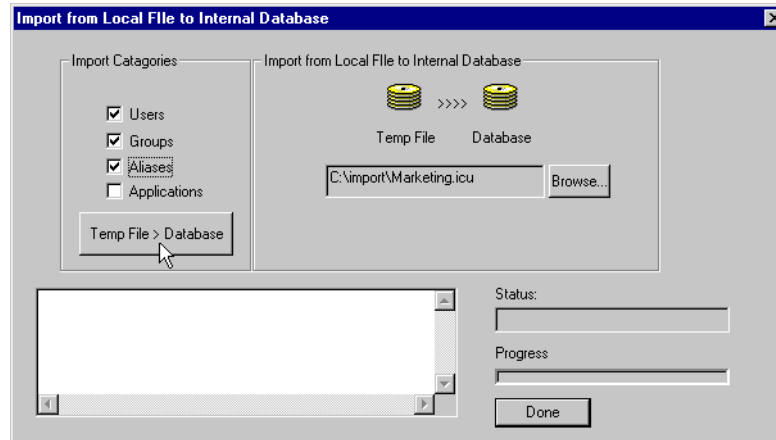 Import from Local FIle to Internal Database
Import Catagories
Users
Groups
Aliases
Applications
Temp File > Database
Import from Local FIle to Internal Database
>>>>
Temp File Database
C:\import\Marketing.icu
Browse...
Status:
Progress
Done